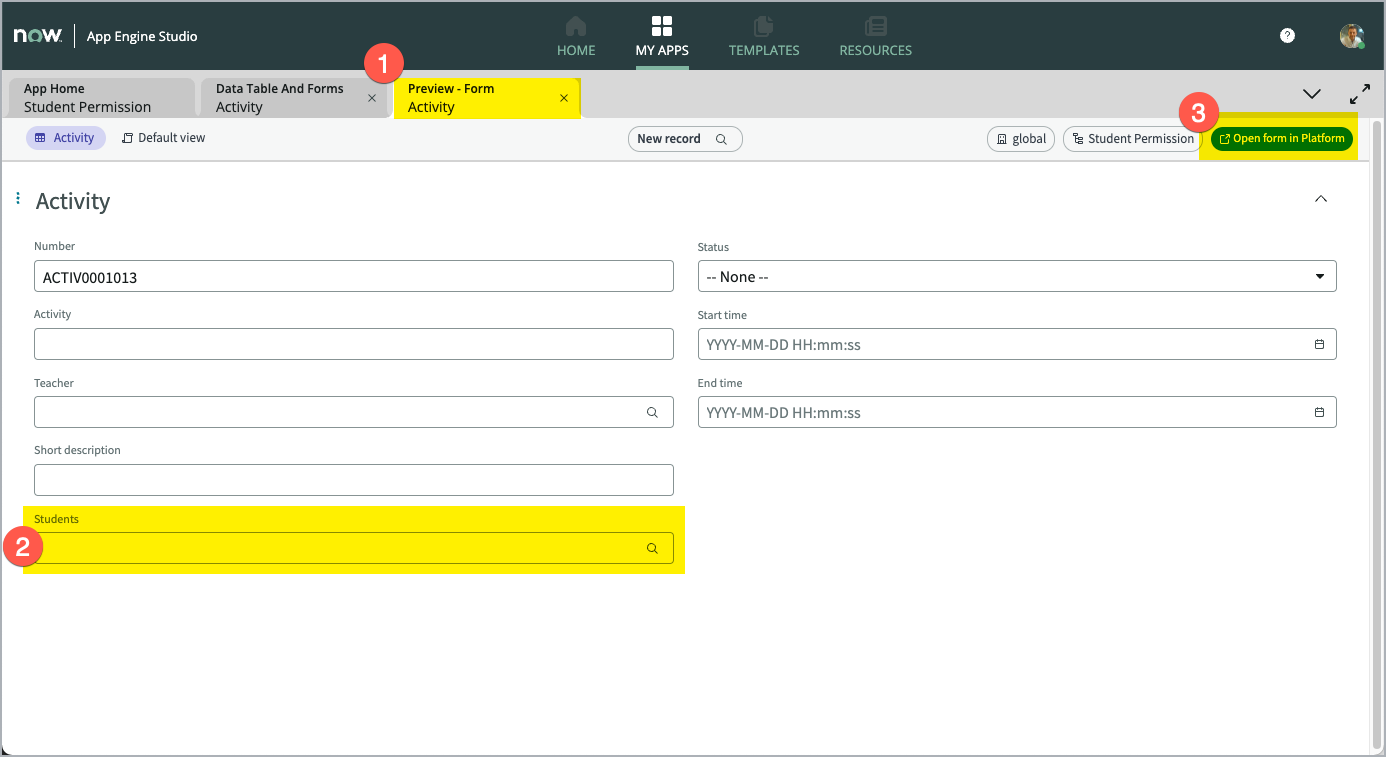 now.
App Engine Studio
HOME
MY APPS
TEMPLATES
RESOURCES
?
1
App Home
Student Permission
Data Table And Forms
Activity
Preview - Form
Activity
3
Activity
Default view
New record
global
Student Permission
Open form in Platform
Activity
Number
ACTIV0001013
Status
-- None --
Activity
Start time
YYYY-MM-DD HH:mm:ss
Teacher
End time
YYYY-MM-DD HH:mm:ss
Short description
Students
2